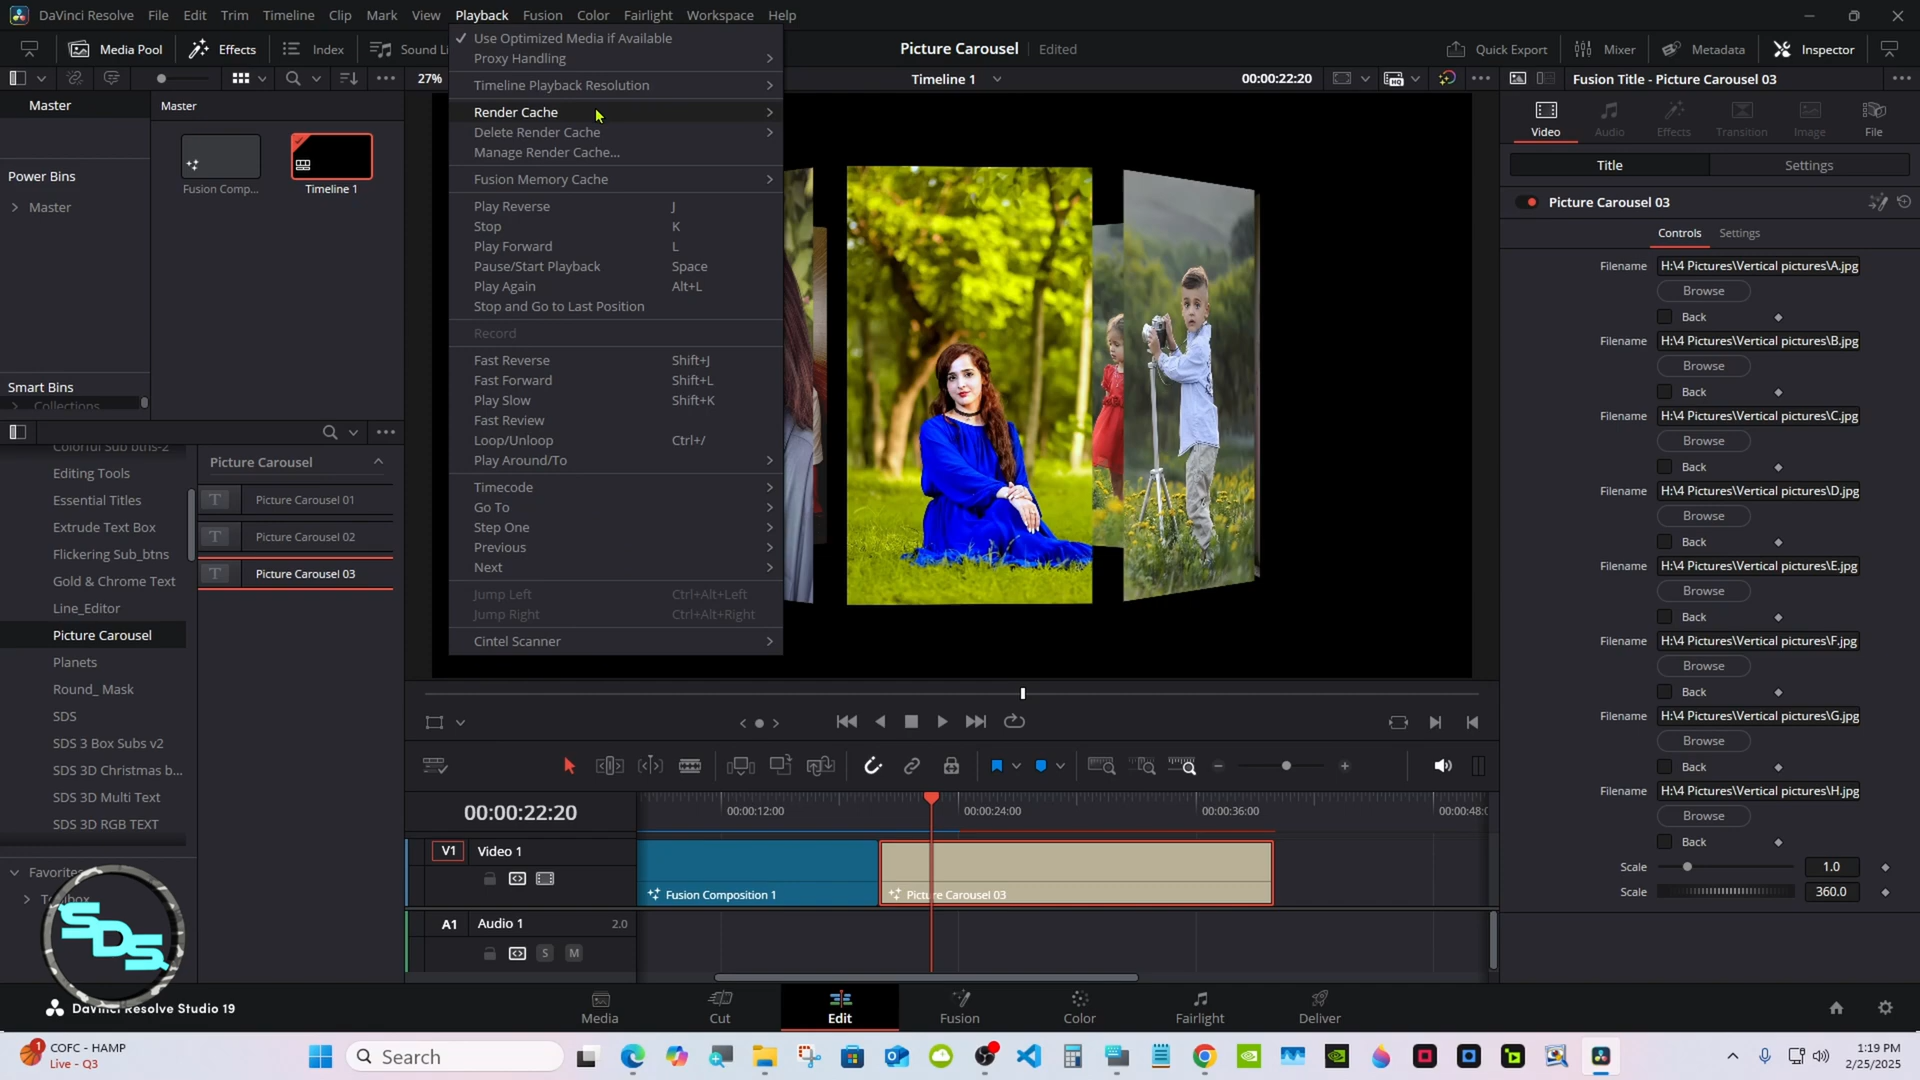 DaVinci Resolve File Edit Trim Timeline Clip Mark View Playback Fusion Color Fairlight Workspace Help
Media Pool Effects Index Sound Li
Picture Carousel Edited
Quick Export Mixer Metadata Inspector
27%
Timeline 1 00:00:22:20
Fusion Title - Picture Carousel 03
Master
Master
Fusion Comp...
Timeline 1
Power Bins
Master
Smart Bins
Collections
Use Optimized Media if Available
Proxy Handling
Timeline Playback Resolution
Render Cache
Delete Render Cache
Manage Render Cache...
Fusion Memory Cache
Play Reverse J
Stop K
Play Forward L
Pause/Start Playback Space
Play Again Alt+L
Stop and Go to Last Position
Record
Fast Reverse Shift+J
Fast Forward Shift+L
Play Slow Shift+K
Fast Review
Loop/Unloop Ctrl+/
Play Around/To
Timecode
Go To
Step One
Previous
Next
Jump Left Ctrl+Alt+Left
Jump Right Ctrl+Alt+Right
Cintel Scanner
Video Audio Effects Transition Image File
Title Settings
Picture Carousel 03
Controls Settings
Filename H:\4 Pictures\Vertical pictures\A.jpg
Browse
Back
Filename H:\4 Pictures\Vertical pictures\B.jpg
Browse
Back
Filename H:\4 Pictures\Vertical pictures\C.jpg
Browse
Back
Filename H:\4 Pictures\Vertical pictures\D.jpg
Browse
Back
Filename H:\4 Pictures\Vertical pictures\E.jpg
Browse
Back
Filename H:\4 Pictures\Vertical pictures\F.jpg
Browse
Back
Filename H:\4 Pictures\Vertical pictures\G.jpg
Browse
Back
Filename H:\4 Pictures\Vertical pictures\H.jpg
Browse
Back
Scale 1.0
Scale 360.0
Colorful Sub btns-2
Editing Tools
Essential Titles
Extrude Text Box
Flickering Sub_btns
Gold & Chrome Text
Line_Editor
Picture Carousel
Planets
Round_ Mask
SDS
SDS 3 Box Subs v2
SDS 3D Christmas b...
SDS 3D Multi Text
SDS 3D RGB TEXT
Favorites
Picture Carousel
T Picture Carousel 01
T Picture Carousel 02
T Picture Carousel 03
SDS
00:00:22:20
00:00:12:00 00:00:24:00 00:00:36:00 00:00:48:
V1 Video 1
Fusion Composition 1
Picture Carousel 03
A1 Audio 1 2.0
S M
DaVinci Resolve Studio 19
Media Cut Edit Fusion Color Fairlight Deliver
1
COFC - HAMP
Live - Q3
Search
1:19 PM
2/25/2025